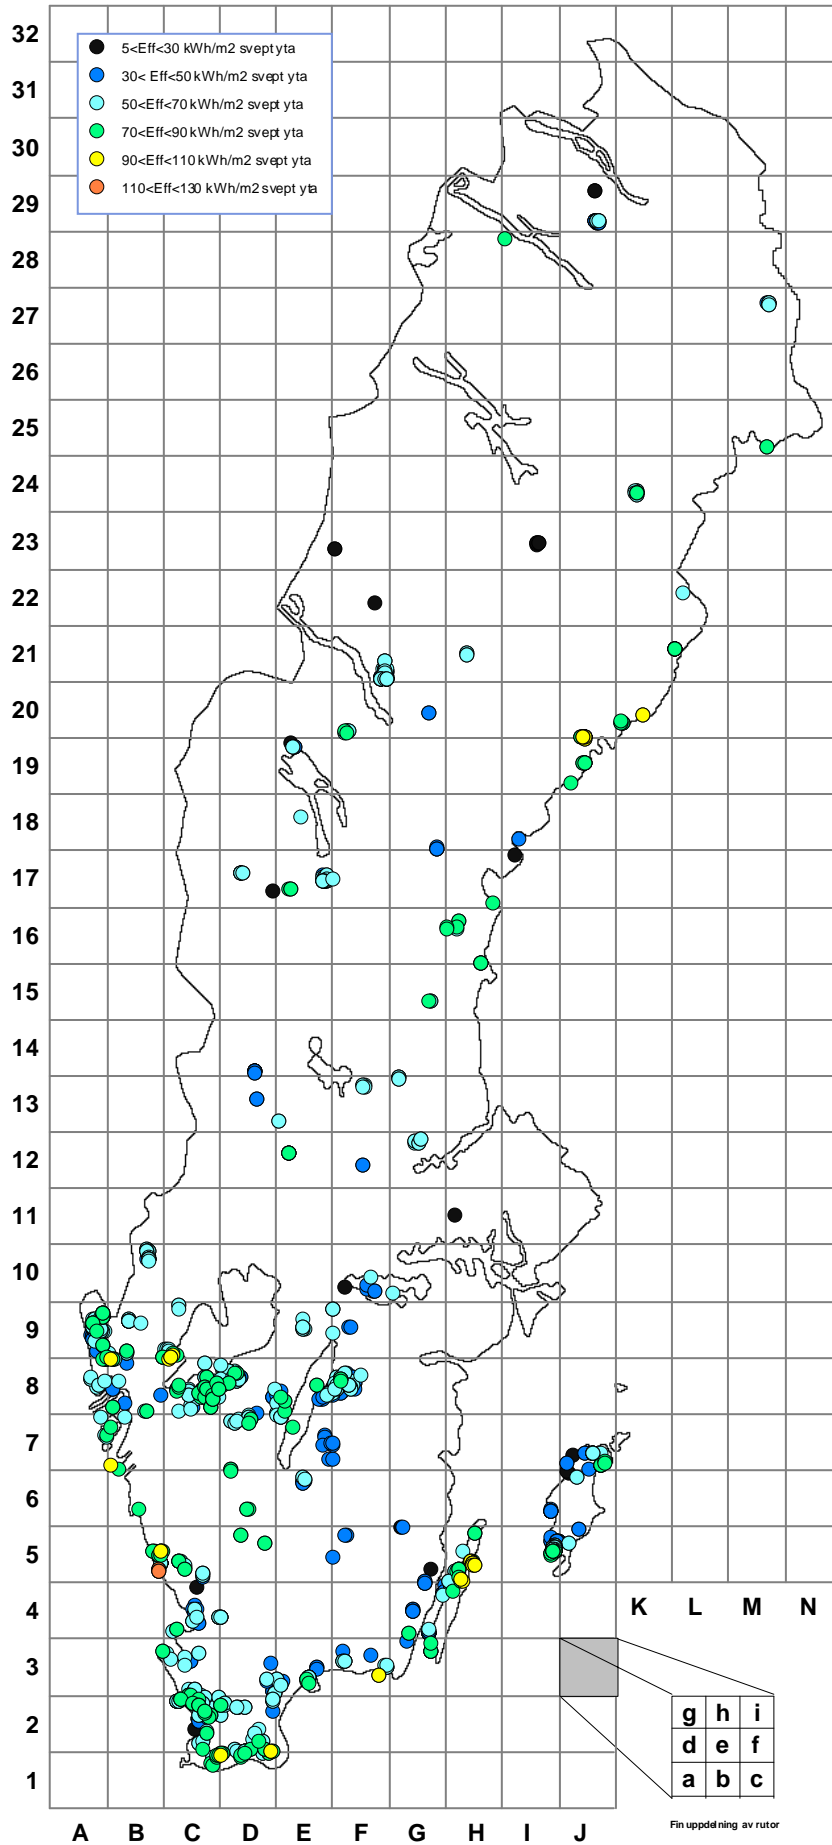 32
5<Eff<30 kWh/m2 svept yta
30< Eff<50 kWh/m2 svept yta
31
50<Eff<70 kWh/m2 svept yta
70<Eff<90 kWh/m2 svept yta
30
90<Eff<110 kWh/m2 svept yta
110<Eff<130 kWh/m2 svept yta
29
28
27
26
25
24
23
22
21
20
19
18
17
16
15
14
13
12
11
10
9
8
7
6
5
4
K L M N
3
g h i
2
d e f
1
a b c
Fin uppdelning av rutor
A B C D E F G H I J